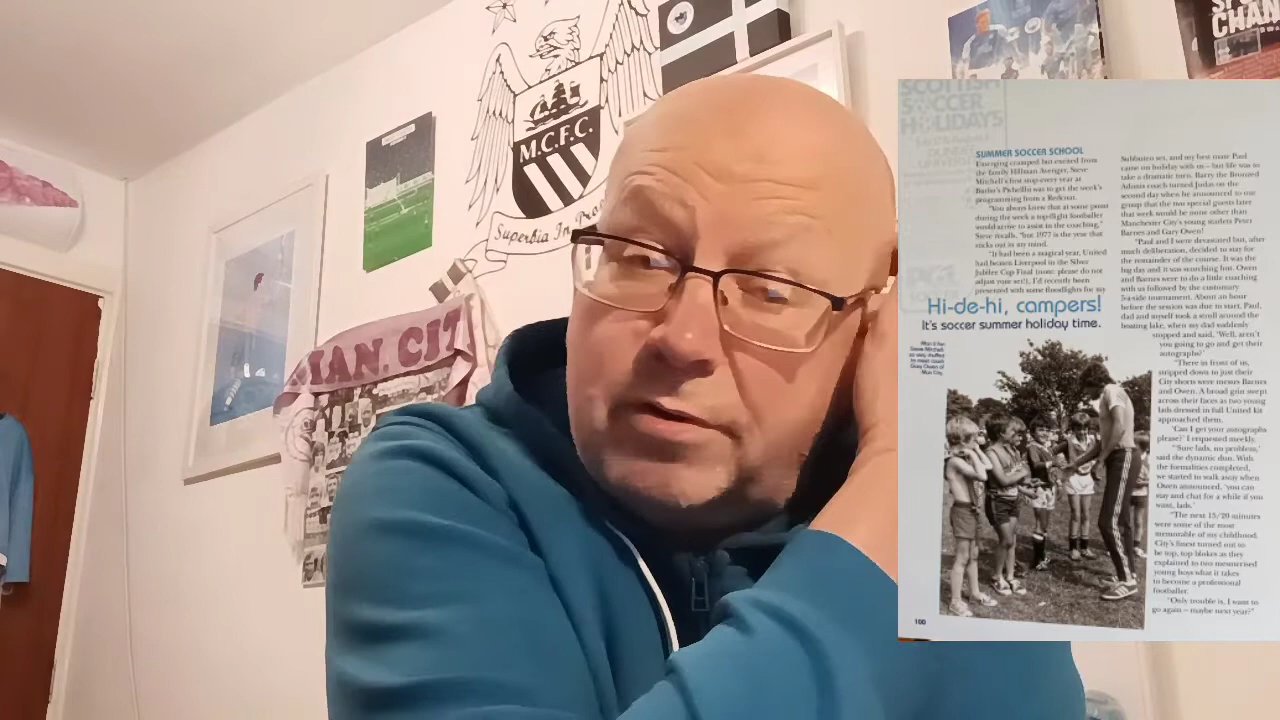 M.C.F.C.
Superbia In Pro
MAN. CITY
SP
CHAN
SCOTTISH
SOCCER
HOLIDAYS
SUMMER SOCCER SCHOOL
Emerging cramped but excited from
the family Hillman Avenger, Steve
Mitchell's first stop every year at
Butlin's Pwllheli was to get the week's
programming from a Redcoat.
"You always knew that at some point
during the week a top-flight footballer
would arrive to assist in the coaching,"
Steve recalls, "but 1977 is the year that
sticks out in my mind.
"It had been a magical year, United
had beaten Liverpool in the Silver
Jubilee Cup Final (note: please do not
adjust your set!), I'd recently been
presented with some floodlights for my
Hi-de-hi, campers!
It's soccer summer holiday time.
Gary Owen of
Man City.
100
Subbuteo set, and my best mate Paul
came on holiday with us – but life was to
take a dramatic turn. Barry the Bronzed
Adonis coach turned Judas on the
second day when he announced to our
group that the two special guests later
that week would be none other than
Manchester City's young starlets Peter
Barnes and Gary Owen!
"Paul and I were devastated but, after
much deliberation, decided to stay for
the remainder of the course. It was the
big day and it was scorching hot. Owen
and Barnes were to do a little coaching
with us followed by the customary
5-a-side tournament. About an hour
before the session was due to start, Paul,
dad and myself took a stroll around the
boating lake, when my dad suddenly
stopped and said, 'Well, aren't
you going to go and get their
autographs?'
"There in front of us,
stripped down to just their
City shorts were messrs Barnes
and Owen. A broad grin swept
across their faces as two young
lads dressed in full United kit
approached them.
"'Can I get your autographs
please?' I requested meekly.
"'Sure lads, no problem,'
said the dynamic duo. With
the formalities completed,
we started to walk away when
Owen announced, 'you can
stay and chat for a while if you
want, lads.'
"The next 15/20 minutes
were some of the most
memorable of my childhood.
City's finest turned out to
be top, top blokes as they
explained to two mesmerised
young boys what it takes
to become a professional
footballer.
"Only trouble is, I want to
go again – maybe next year?"